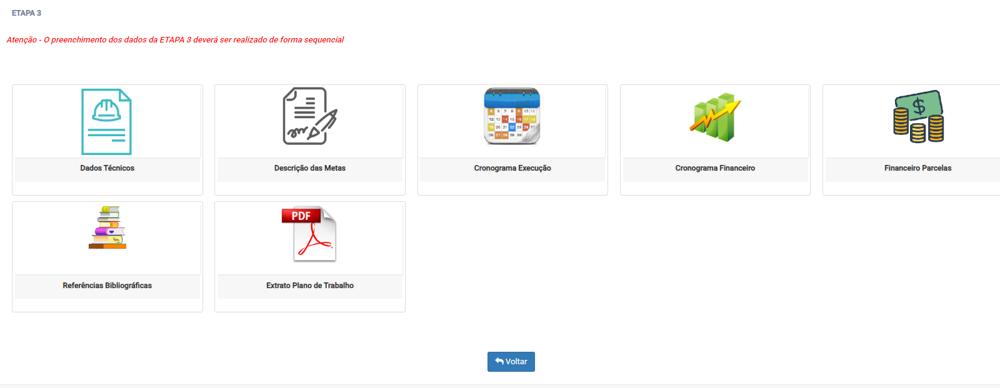 ETAPA 3
Atenção - O preenchimento dos dados da ETAPA 3 deverá ser realizado de forma sequencial
Dados Técnicos
Descrição das Metas
Cronograma Execução
Cronograma Financeiro
Financeiro Parcelas
PDF
Referências Bibliográficas
Extrato Plano de Trabalho
Voltar